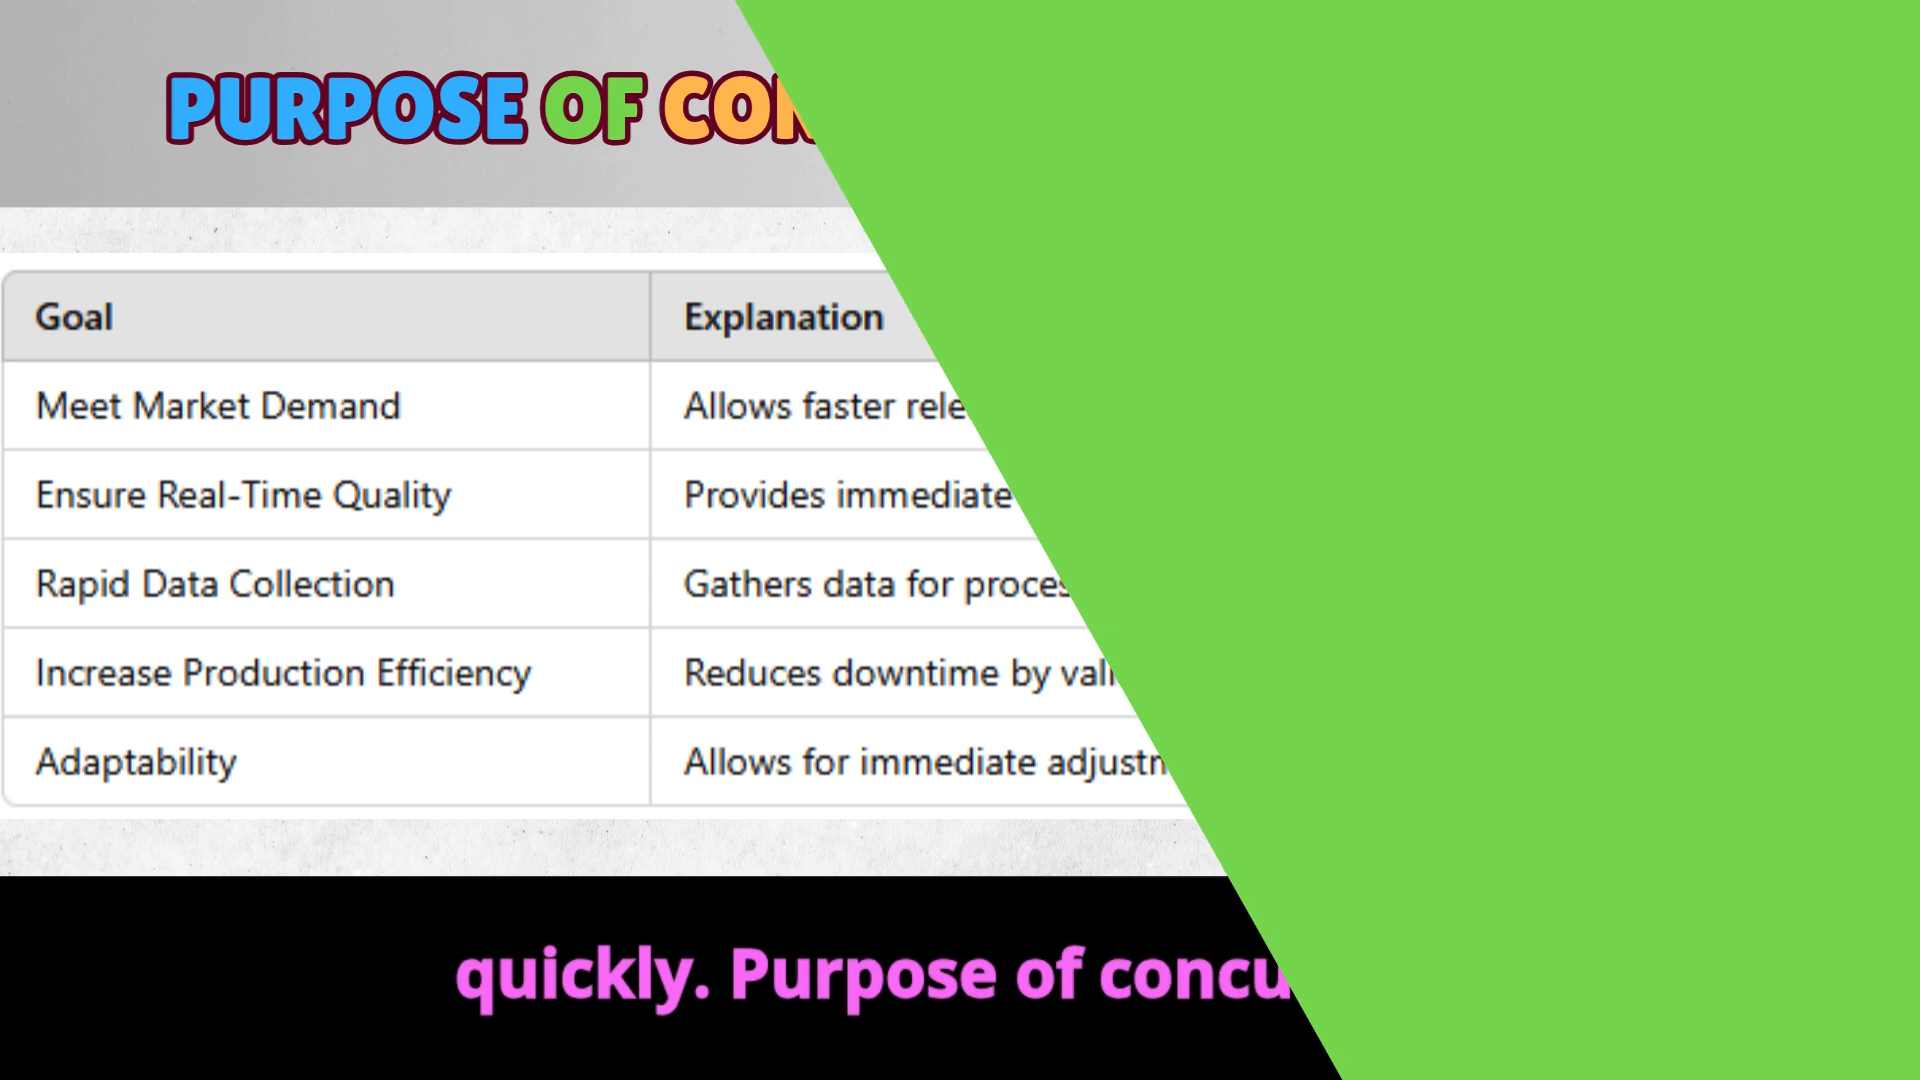 PURPOSE OF
Goal Explanation
Meet Market Demand Allows faster
Ensure Real-Time Quality Provides immediate
Rapid Data Collection Gathers data for
Increase Production Efficiency Reduces downtime by
Adaptability Allows for immediate
quickly. Purpose of